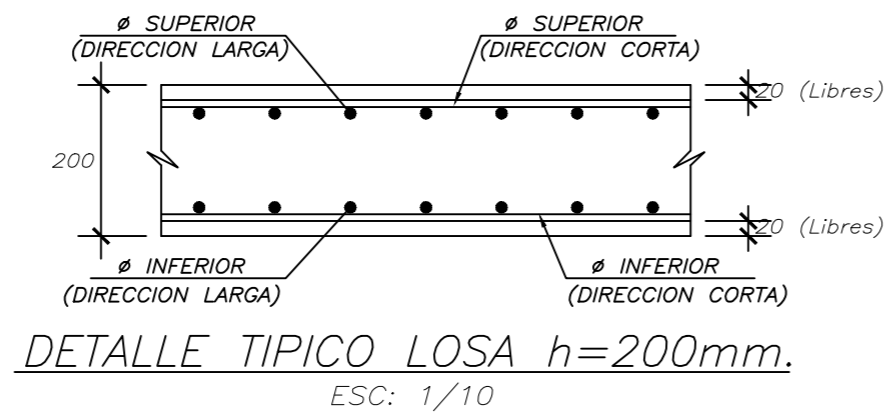 ø SUPERIOR
(DIRECCION LARGA)
ø SUPERIOR
(DIRECCION CORTA)
20 (Libres)
200
20 (Libres)
ø INFERIOR
(DIRECCION LARGA)
ø INFERIOR
(DIRECCION CORTA)
DETALLE TIPICO LOSA h=200mm.
ESC: 1/10